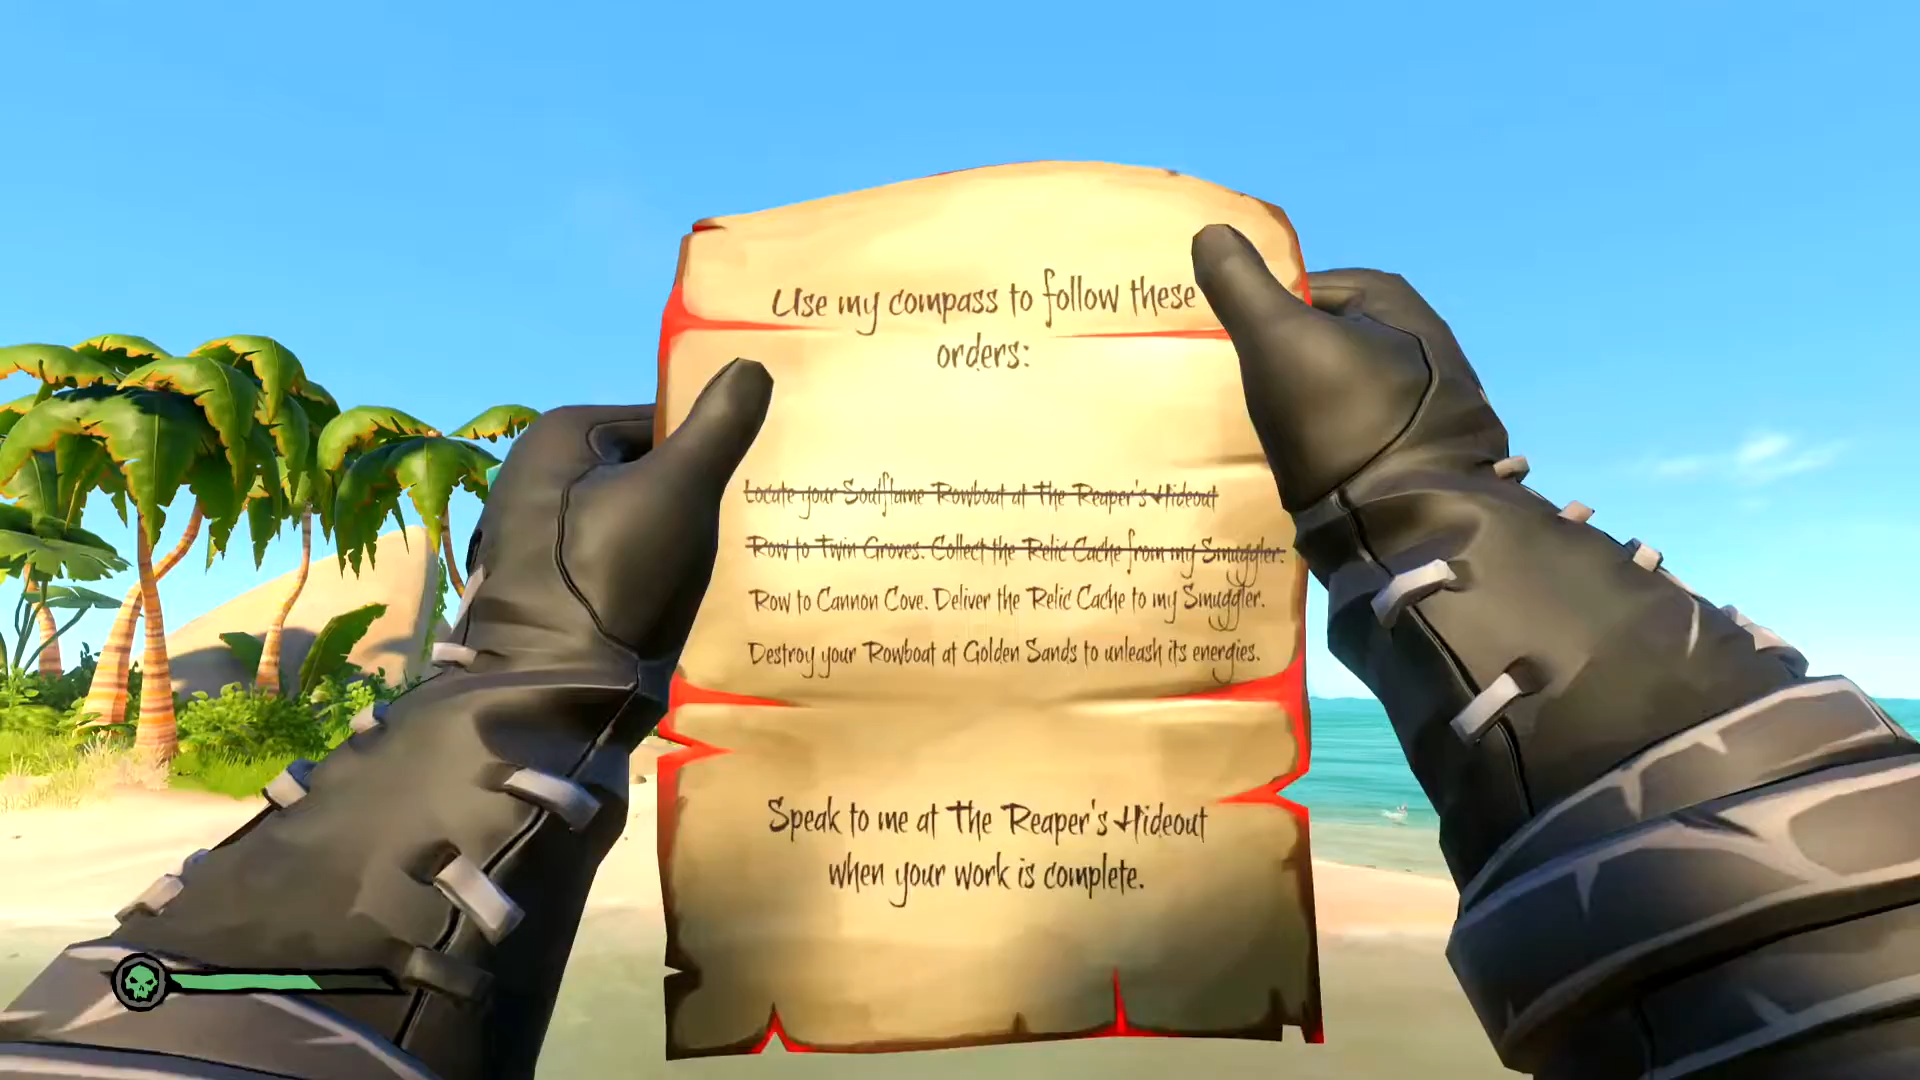 Use my compass to follow these
orders:
Locate your Soulflame Rowboat at The Reaper's Hideout
Row to Twin Groves. Collect the Relic Cache from my Smuggler.
Row to Cannon Cove. Deliver the Relic Cache to my Smuggler.
Destroy your Rowboat at Golden Sands to unleash its energies.
Speak to me at The Reaper's Hideout
when your work is complete.